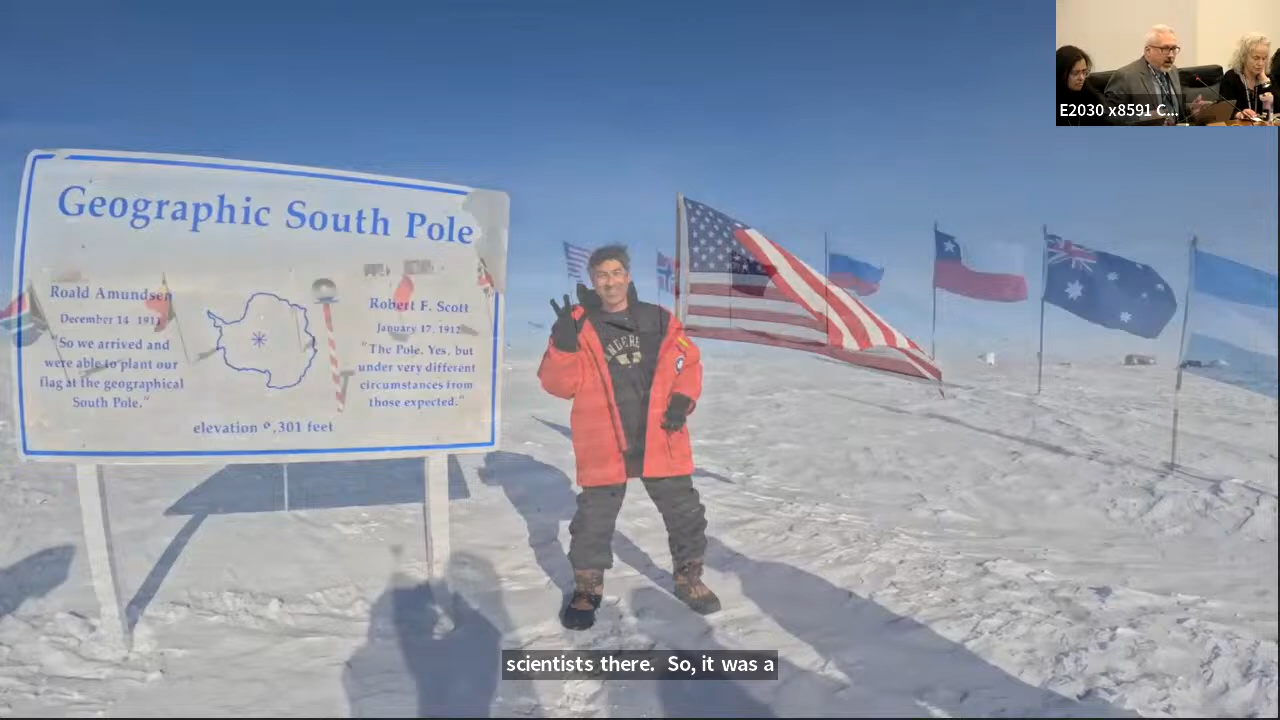 E2030 x8591 C...
Geographic South Pole
Roald Amundsen
December 14 1911
"So we arrived and
were able to plant our
flag at the geographical
South Pole."
Robert F. Scott
January 17, 1912
"The Pole. Yes, but
under very different
circumstances from
those expected."
elevation 9,301 feet
scientists there. So, it was a